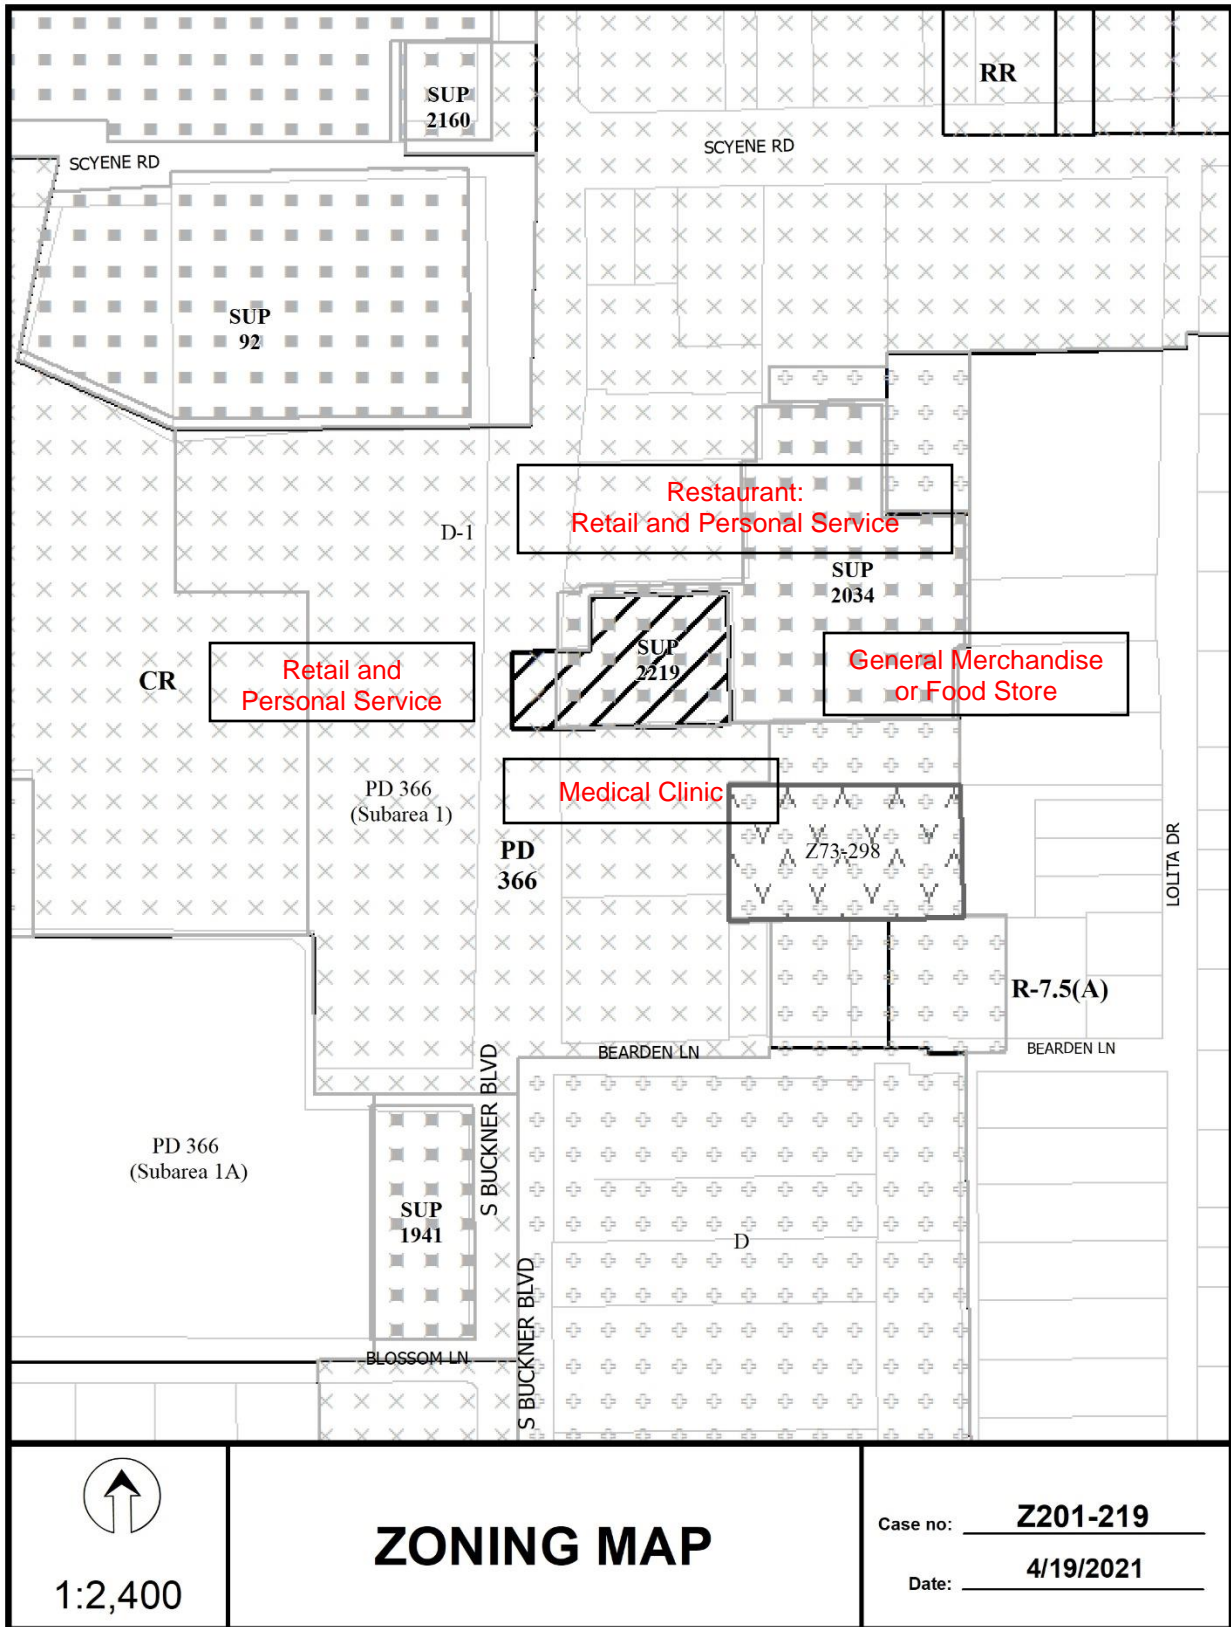 RR
SUP
2160
SCYENE RD
SCYENE RD
SUP
92
Restaurant:
Retail and Personal Service
D-1
SUP
2034
SUP
2219
CR
Retail and
Personal Service
General Merchandise
or Food Store
PD 366
(Subarea 1)
Medical Clinic
PD
366
Z73-298
LOLITA DR
R-7.5(A)
BEARDEN LN
BEARDEN LN
S BUCKNER BLVD
PD 366
(Subarea 1A)
SUP
1941
D
S BUCKNER BLVD
BLOSSOM LN
1:2,400
ZONING MAP
Case no: Z201-219
Date: 4/19/2021